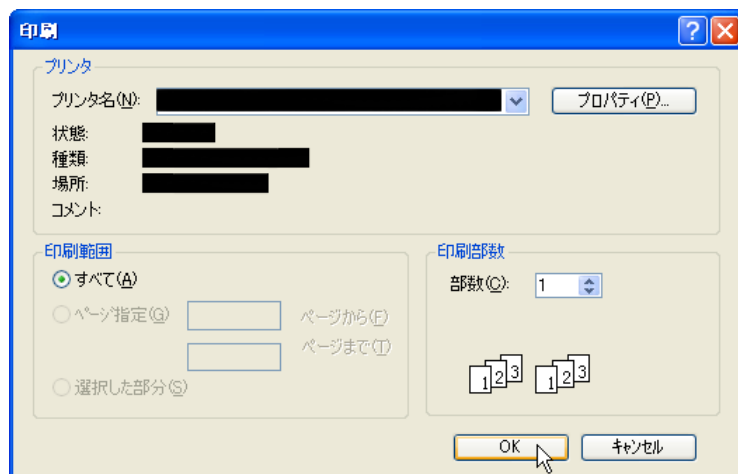 印刷
プリンタ
プリンタ名(N):
プロパティ(P)...
状態:
種類:
場所:
コメント:
印刷範囲
すべて(A)
ページ指定(G)
ページから(F)
ページまで(T)
選択した部分(S)
印刷部数
部数(C):
1
1 2 3 1 2 3
OK
キャンセル